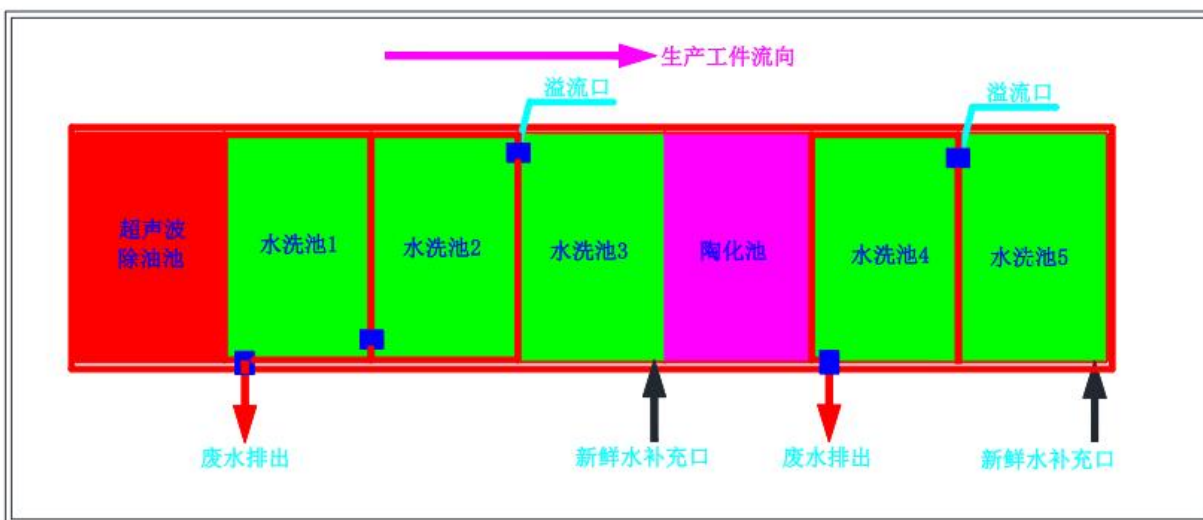 生产工件流向
溢流口
溢流口
超声波
除油池
水洗池1
水洗池2
水洗池3
陶化池
水洗池4
水洗池5
废水排出
新鲜水补充口
废水排出
新鲜水补充口